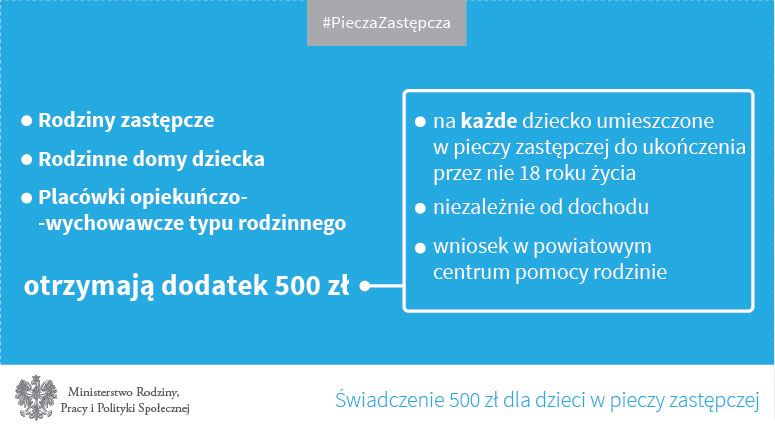 #PieczaZastępcza
● Rodziny zastępcze
● Rodzinne domy dziecka
● Placówki opiekuńczo-
-wychowawcze typu rodzinnego
otrzymają dodatek 500 zł
● na każde dziecko umieszczone
w pieczy zastępczej do ukończenia
przez nie 18 roku życia
● niezależnie od dochodu
● wniosek w powiatowym
centrum pomocy rodzinie
Ministerstwo Rodziny,
Pracy i Polityki Społecznej
Świadczenie 500 zł dla dzieci w pieczy zastępczej